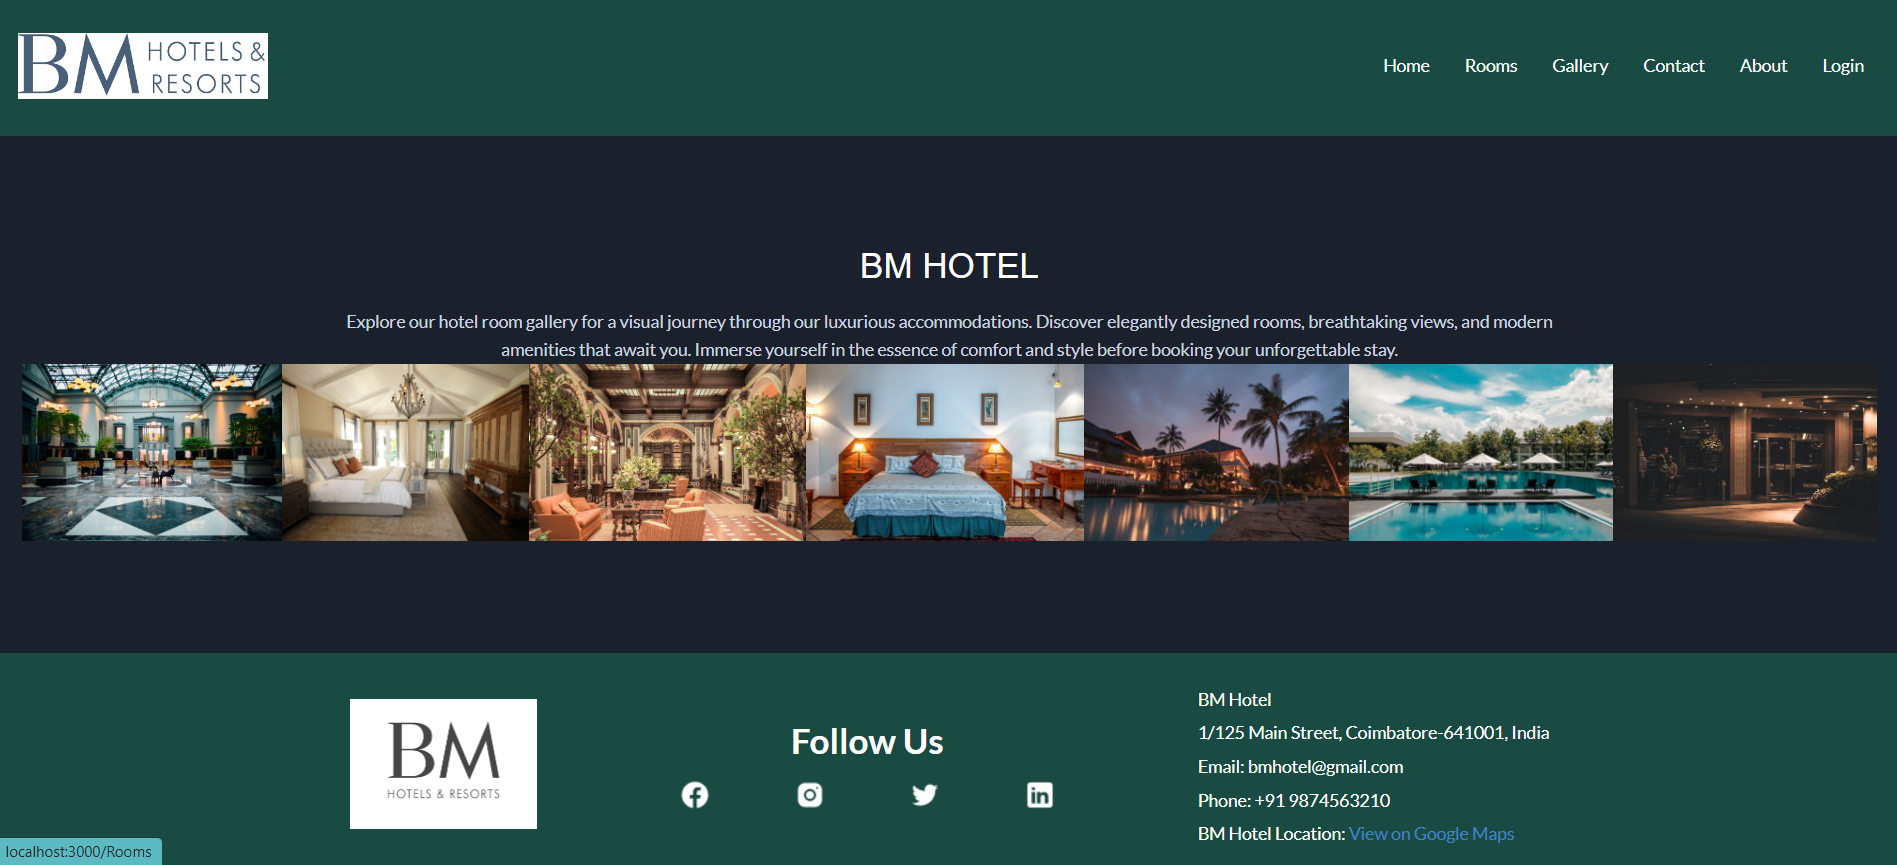 BM HOTELS &
RESORTS
Home Rooms Gallery Contact About Login
BM HOTEL
Explore our hotel room gallery for a visual journey through our luxurious accommodations. Discover elegantly designed rooms, breathtaking views, and modern
amenities that await you. Immerse yourself in the essence of comfort and style before booking your unforgettable stay.
BM
HOTELS & RESORTS
Follow Us
BM Hotel
1/125 Main Street, Coimbatore-641001, India
Email: bmhotel@gmail.com
Phone: +91 9874563210
BM Hotel Location: View on Google Maps
localhost:3000/Rooms